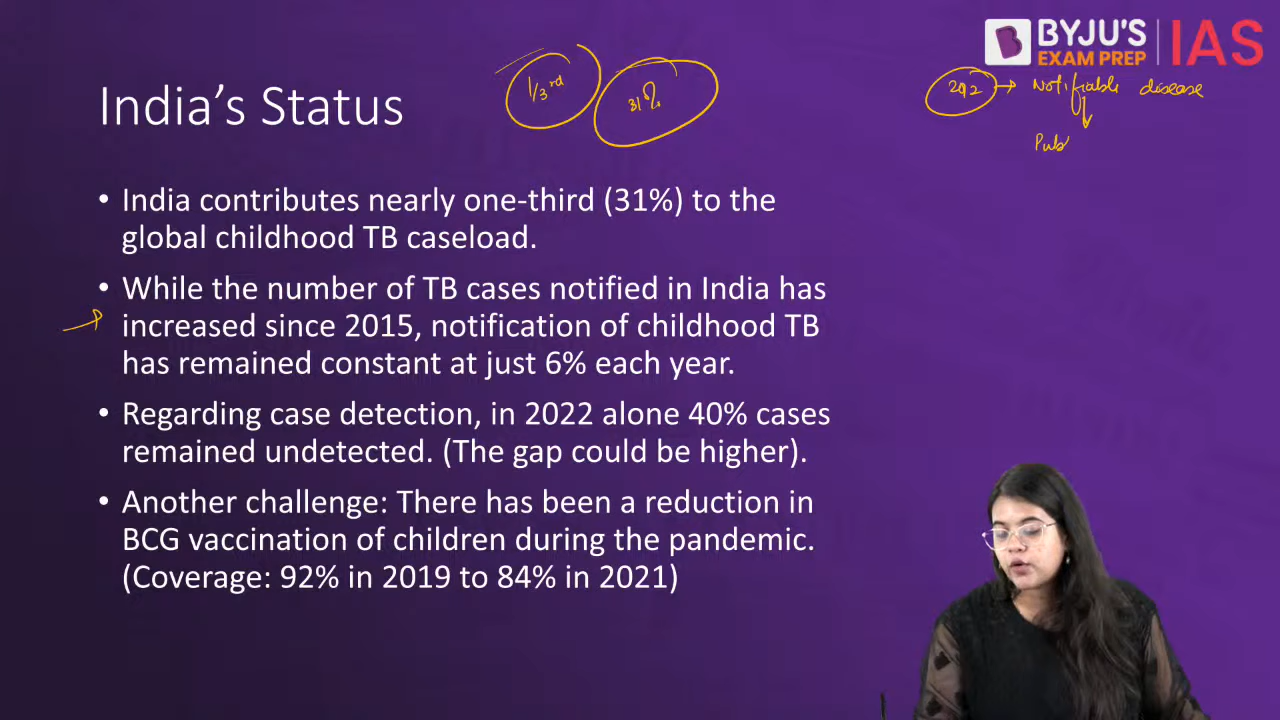 BYJU'S
EXAM PREP
IAS
India's Status
1/3rd
31%
2012 → Notifiable disease
Pub
India contributes nearly one-third (31%) to the
global childhood TB caseload.
• While the number of TB cases notified in India has
increased since 2015, notification of childhood TB
has remained constant at just 6% each year.
• Regarding case detection, in 2022 alone 40% cases
remained undetected. (The gap could be higher).
• Another challenge: There has been a reduction in
BCG vaccination of children during the pandemic.
(Coverage: 92% in 2019 to 84% in 2021)